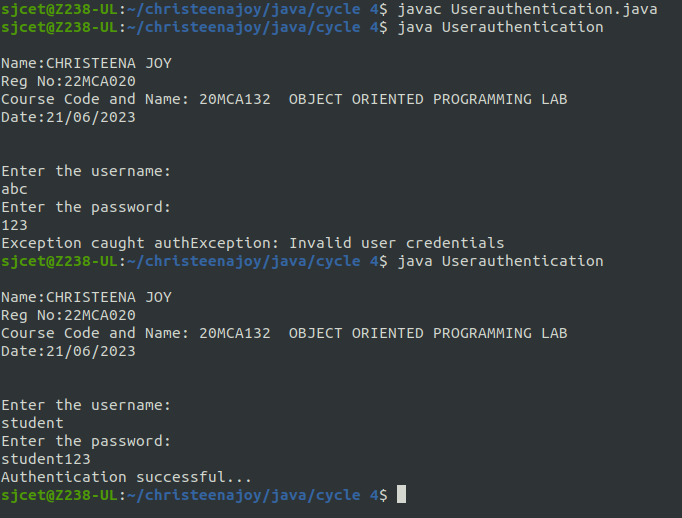 sjcet@Z238-UL:~/christeenajoy/java/cycle 4$ javac Userauthentication.java
sjcet@Z238-UL:~/christeenajoy/java/cycle 4$ java Userauthentication
Name:CHRISTEENA JOY
Reg No:22MCA020
Course Code and Name: 20MCA132  OBJECT ORIENTED PROGRAMMING LAB
Date:21/06/2023
Enter the username:
abc
Enter the password:
123
Exception caught authException: Invalid user credentials
sjcet@Z238-UL:~/christeenajoy/java/cycle 4$ java Userauthentication
Name:CHRISTEENA JOY
Reg No:22MCA020
Course Code and Name: 20MCA132  OBJECT ORIENTED PROGRAMMING LAB
Date:21/06/2023
Enter the username:
student
Enter the password:
student123
Authentication successful...
sjcet@Z238-UL:~/christeenajoy/java/cycle 4$